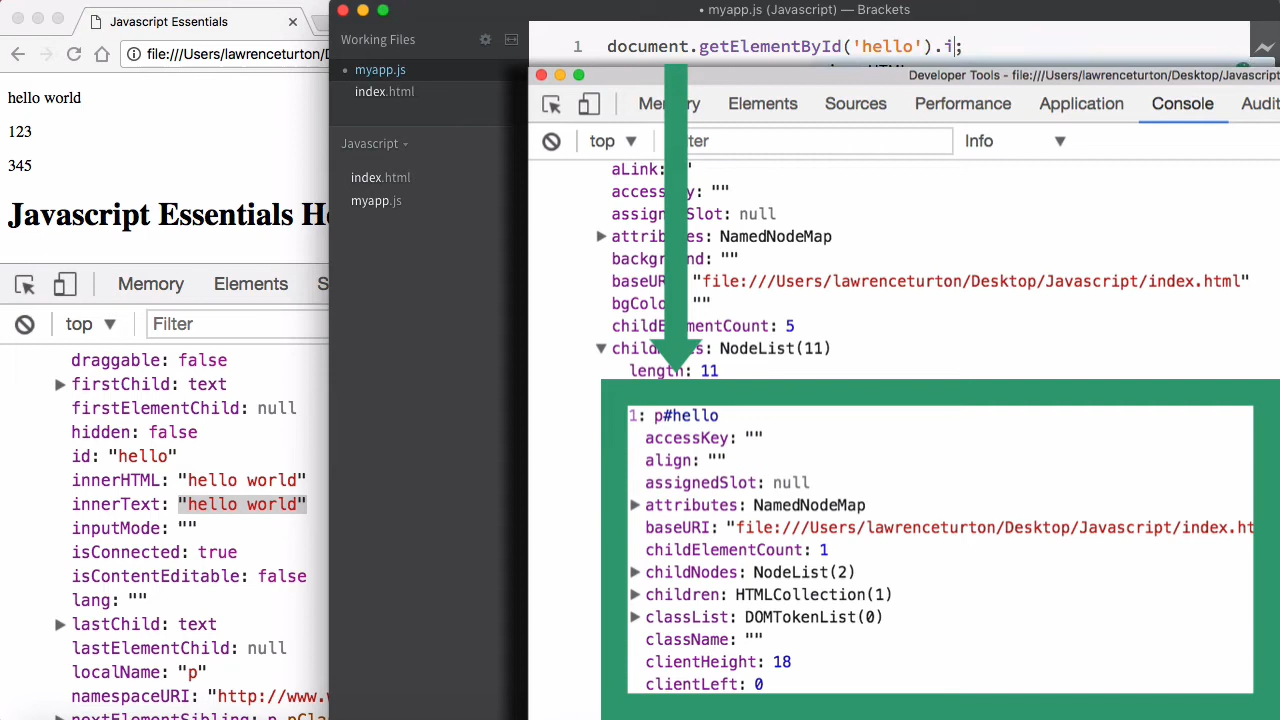 Javascript Essentials
file:///Users/lawrenceturton/D
hello world
123
345
Javascript Essentials He
Memory Elements S
top Filter
draggable: false
firstChild: text
firstElementChild: null
hidden: false
id: "hello"
innerHTML: "hello world"
innerText: "hello world"
inputMode: ""
isConnected: true
isContentEditable: false
lang: ""
lastChild: text
lastElementChild: null
localName: "p"
namespaceURI: "http://www.
nextElementSibling: p.pClas
• myapp.js (Javascript) — Brackets
Working Files
myapp.js
index.html
Javascript
index.html
myapp.js
1 document.getElementById('hello').i;
Developer Tools - file:///Users/lawrenceturton/Desktop/Javascript
Elements Sources Performance Application Console Audit
top Info
aLink:
""
null
attributes: NamedNodeMap
""
"file:///Users/lawrenceturton/Desktop/Javascript/index.html"
""
childElementCount: 5
NodeList(11)
length: 11
1: p#hello
accessKey: ""
align: ""
assignedSlot: null
attributes: NamedNodeMap
baseURI: "file:///Users/lawrenceturton/Desktop/Javascript/index.ht
childElementCount: 1
childNodes: NodeList(2)
children: HTMLCollection(1)
classList: DOMTokenList(0)
className: ""
clientHeight: 18
clientLeft: 0